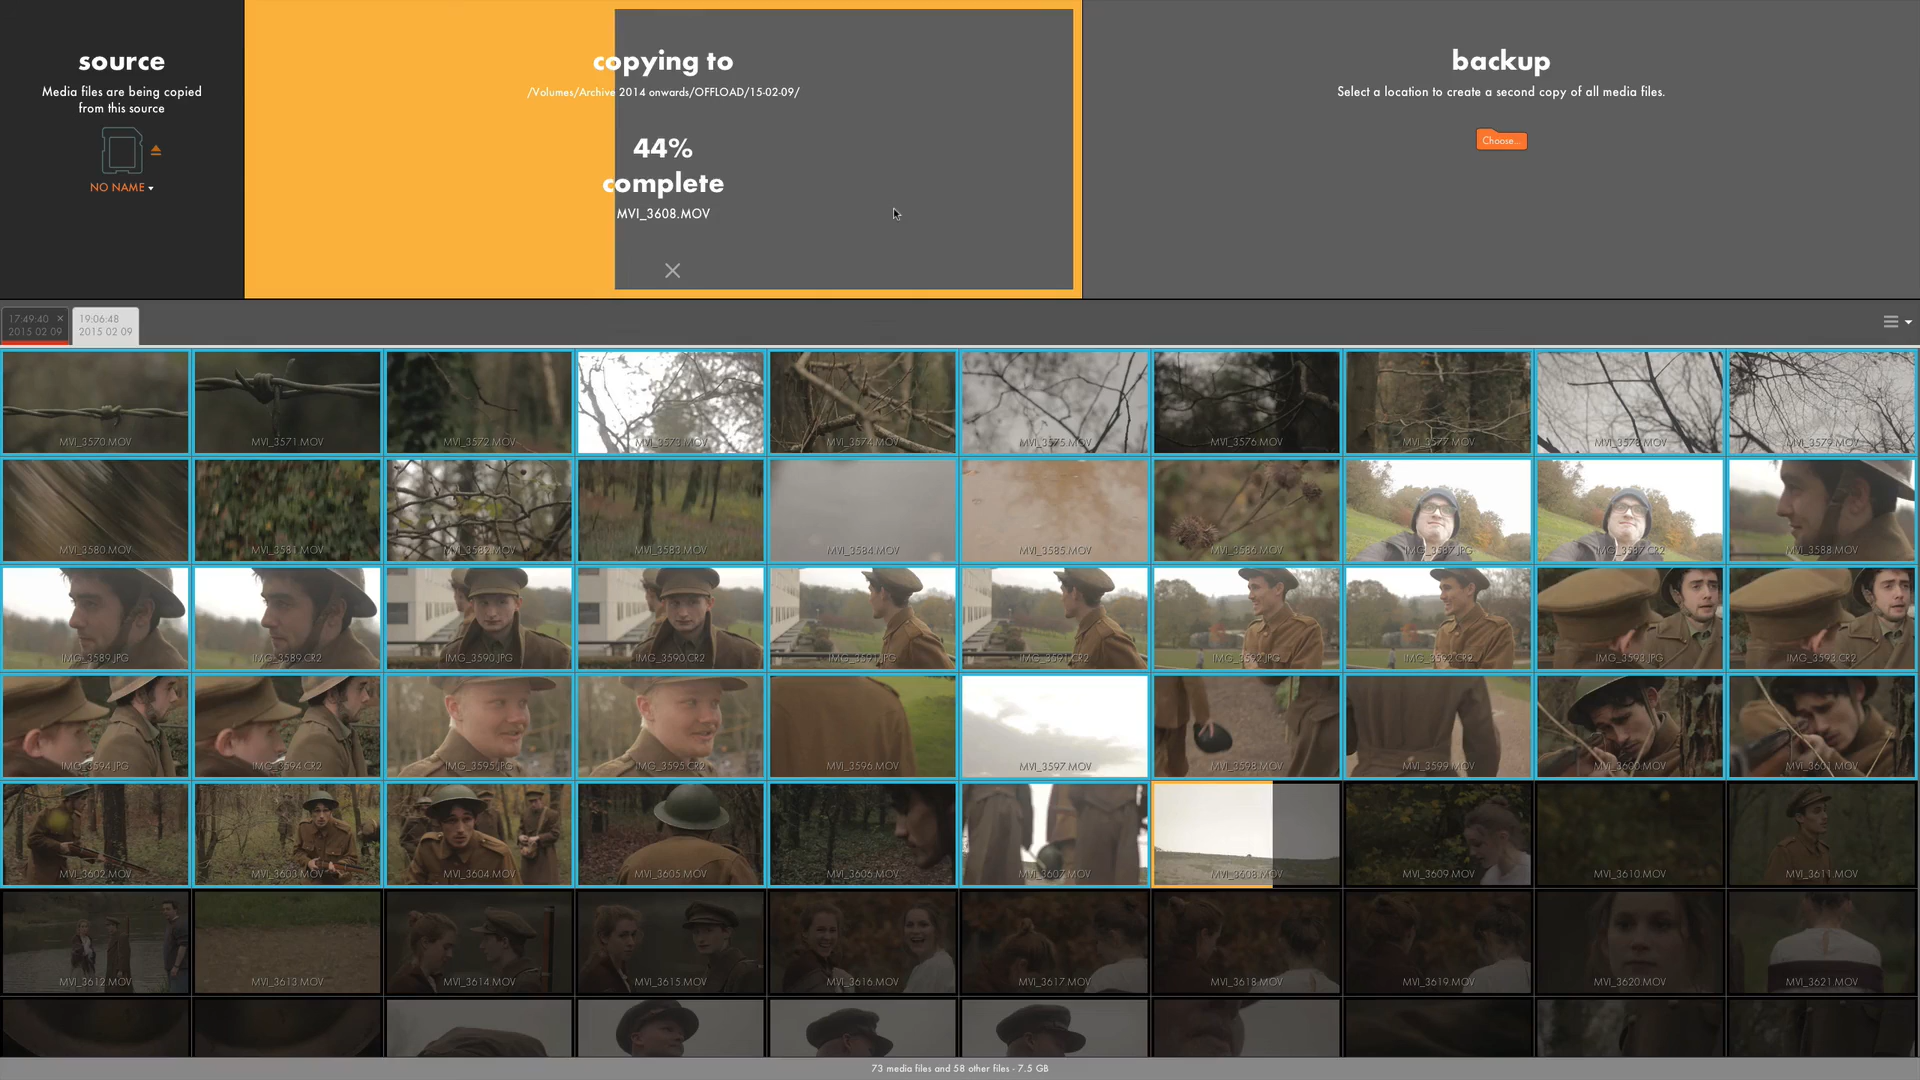 source
Media files are being copied
from this source
NO NAME
copying to
/Volumes/Archive 2014 onwards/OFFLOAD/15-02-09/
44%
complete
MVI_3608.MOV
backup
Select a location to create a second copy of all media files.
Choose...
17:49:40
2015 02 09
19:06:48
2015 02 09
MVI_3570.MOV
MVI_3571.MOV
MVI_3572.MOV
MVI_3573.MOV
MVI_3574.MOV
MVI_3575.MOV
MVI_3576.MOV
MVI_3577.MOV
MVI_3578.MOV
MVI_3579.MOV
MVI_3580.MOV
MVI_3581.MOV
MVI_3582.MOV
MVI_3583.MOV
MVI_3584.MOV
MVI_3585.MOV
MVI_3586.MOV
IMG_3587.JPG
IMG_3587.CR2
MVI_3588.MOV
IMG_3589.JPG
IMG_3589.CR2
IMG_3590.JPG
IMG_3590.CR2
IMG_3591.JPG
IMG_3591.CR2
IMG_3592.JPG
IMG_3592.CR2
IMG_3593.JPG
IMG_3593.CR2
IMG_3594.JPG
IMG_3594.CR2
IMG_3595.JPG
IMG_3595.CR2
MVI_3596.MOV
MVI_3597.MOV
MVI_3598.MOV
MVI_3599.MOV
MVI_3600.MOV
MVI_3601.MOV
MVI_3602.MOV
MVI_3603.MOV
MVI_3604.MOV
MVI_3605.MOV
MVI_3606.MOV
MVI_3607.MOV
MVI_3608.MOV
MVI_3609.MOV
MVI_3610.MOV
MVI_3611.MOV
MVI_3612.MOV
MVI_3613.MOV
MVI_3614.MOV
MVI_3615.MOV
MVI_3616.MOV
MVI_3617.MOV
MVI_3618.MOV
MVI_3619.MOV
MVI_3620.MOV
MVI_3621.MOV
73 media files and 58 other files - 7.5 GB